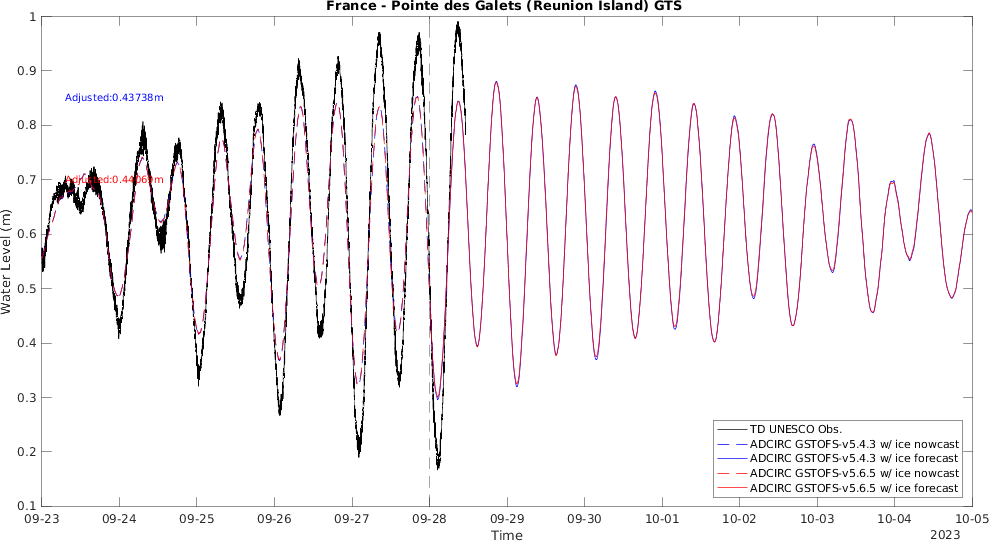 France - Pointe des Galets (Reunion Island) GTS
1
0.9
0.8
0.7
0.6
0.5
0.4
0.3
0.2
0.1
Water Level (m)
Adjusted:0.43738m
Adjusted:0.44069m
TD UNESCO Obs.
ADCIRC GSTOFS-v5.4.3 w/ ice nowcast
ADCIRC GSTOFS-v5.4.3 w/ ice forecast
ADCIRC GSTOFS-v5.6.5 w/ ice nowcast
ADCIRC GSTOFS-v5.6.5 w/ ice forecast
09-23 09-24 09-25 09-26 09-27 09-28 09-29 09-30 10-01 10-02 10-03 10-04 10-05
Time
2023